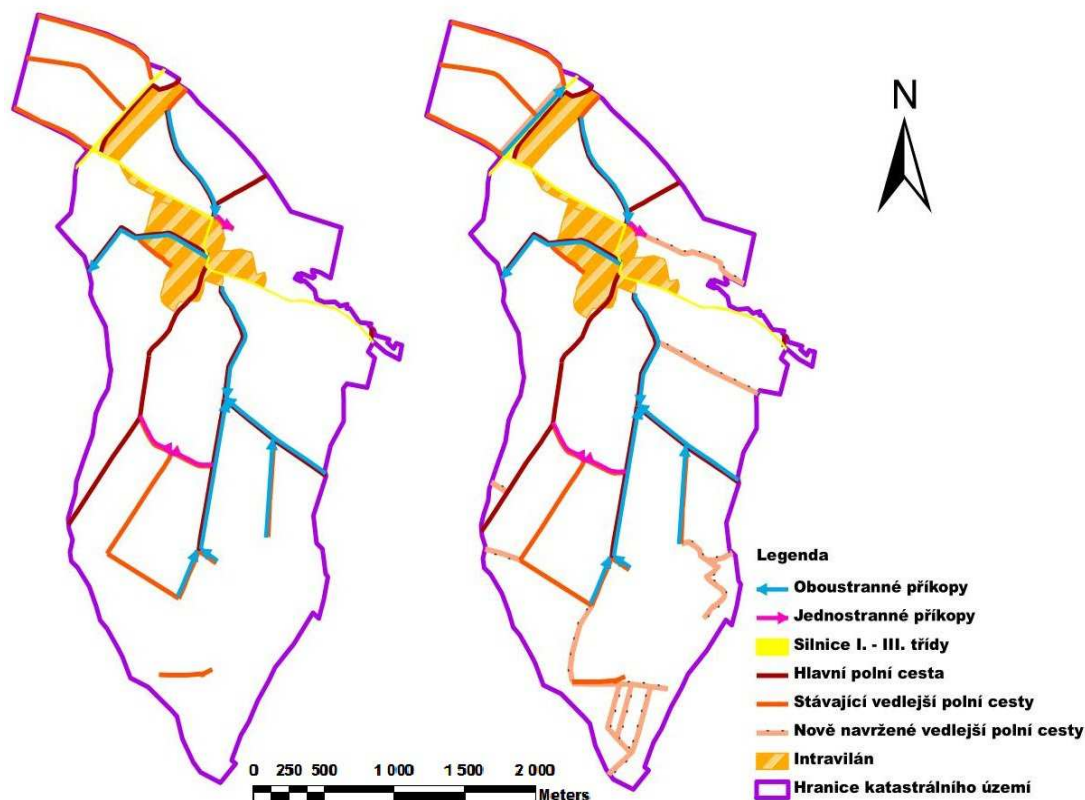 N
Legenda
Oboustranné příkopy
Jednostranné příkopy
Silnice I. - III. třídy
Hlavní polní cesta
Stávající vedlejší polní cesty
Nově navržené vedlejší polní cesty
Intravilán
Hranice katastrálního území
0 250 500 1 000 1 500 2 000
Meters